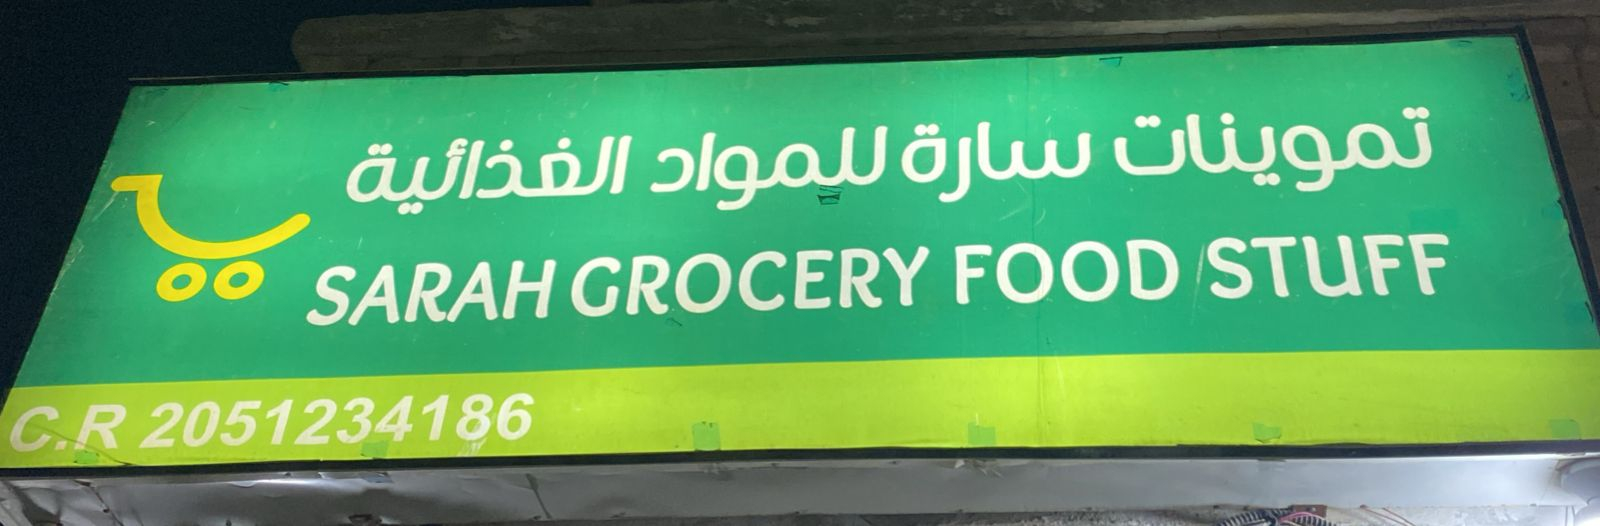 تموينات سارة للمواد الغذائية
SARAH GROCERY FOOD STUFF
C.R 2051234186